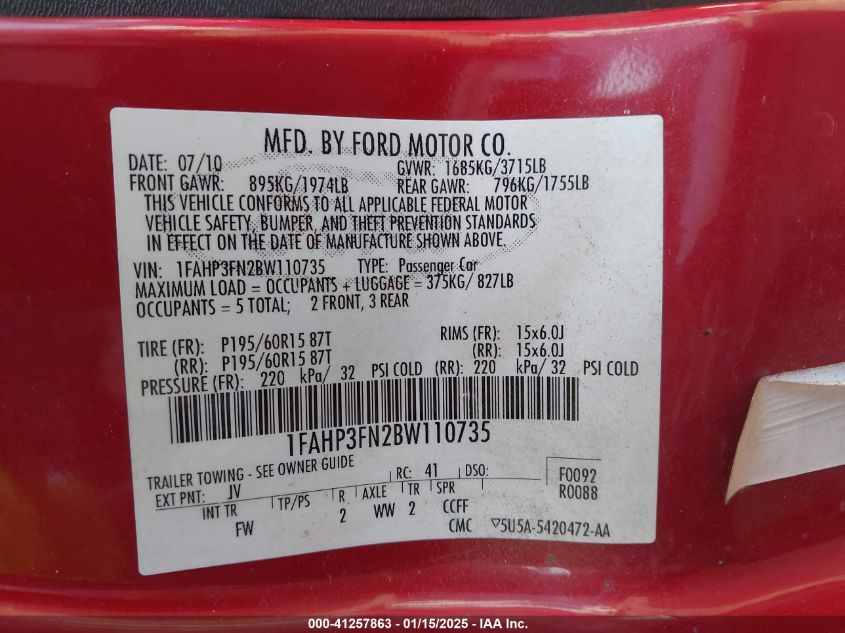 MFD. BY FORD MOTOR CO.
DATE: 07/10 GVWR: 1685KG/3715LB
FRONT GAWR: 895KG/1974LB REAR GAWR: 796KG/1755LB
THIS VEHICLE CONFORMS TO ALL APPLICABLE FEDERAL MOTOR
VEHICLE SAFETY, BUMPER, AND THEFT PREVENTION STANDARDS
IN EFFECT ON THE DATE OF MANUFACTURE SHOWN ABOVE.
VIN: 1FAHP3FN2BW110735 TYPE: Passenger Car
MAXIMUM LOAD = OCCUPANTS + LUGGAGE = 375KG/ 827LB
OCCUPANTS = 5 TOTAL; 2 FRONT, 3 REAR
TIRE (FR): P195/60R15 87T RIMS (FR): 15x6.0J
(RR): P195/60R15 87T (RR): 15x6.0J
PRESSURE (FR): 220 kPa/ 32 PSI COLD (RR): 220 kPa/ 32 PSI COLD
1FAHP3FN2BW110735
TRAILER TOWING - SEE OWNER GUIDE RC: 41 DSO: F0092
EXT PNT: JV R0088
INT TR TP/PS R AXLE TR SPR
FW 2 WW 2 CCFF
CMC ▽5U5A-5420472-AA
000-41257863 - 01/15/2025 - IAA Inc.